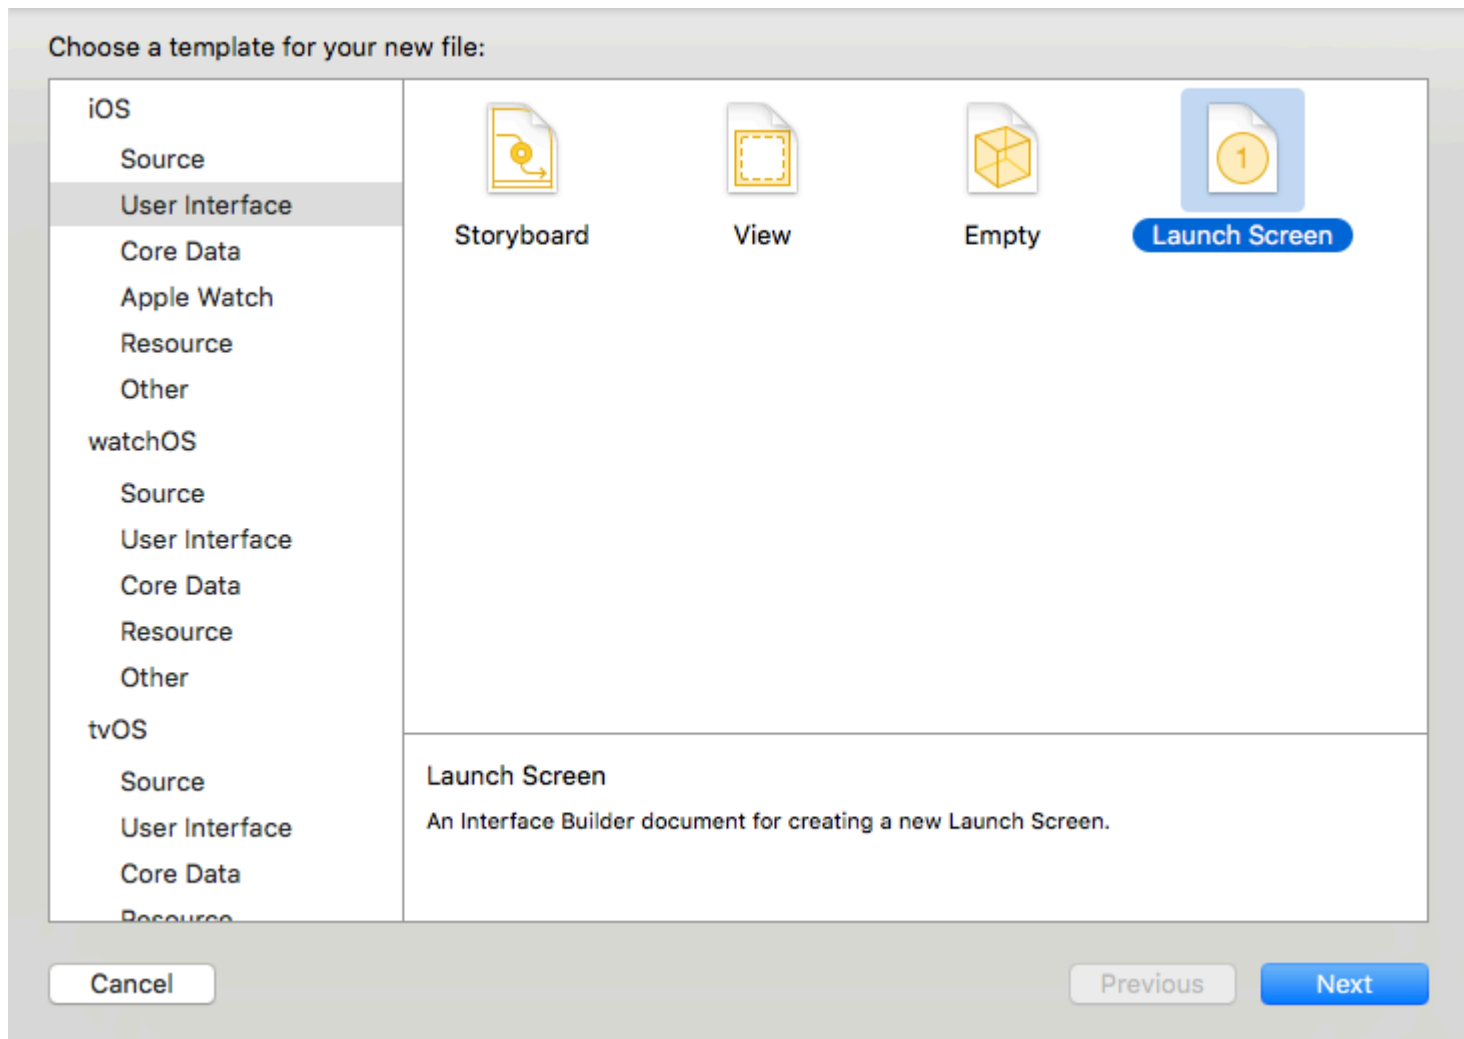 Choose a template for your new file:
iOS
Source
User Interface
Core Data
Apple Watch
Resource
Other
watchOS
Source
User Interface
Core Data
Resource
Other
tvOS
Source
User Interface
Core Data
Resource
Storyboard
View
Empty
1
Launch Screen
Launch Screen
An Interface Builder document for creating a new Launch Screen.
Cancel
Previous
Next